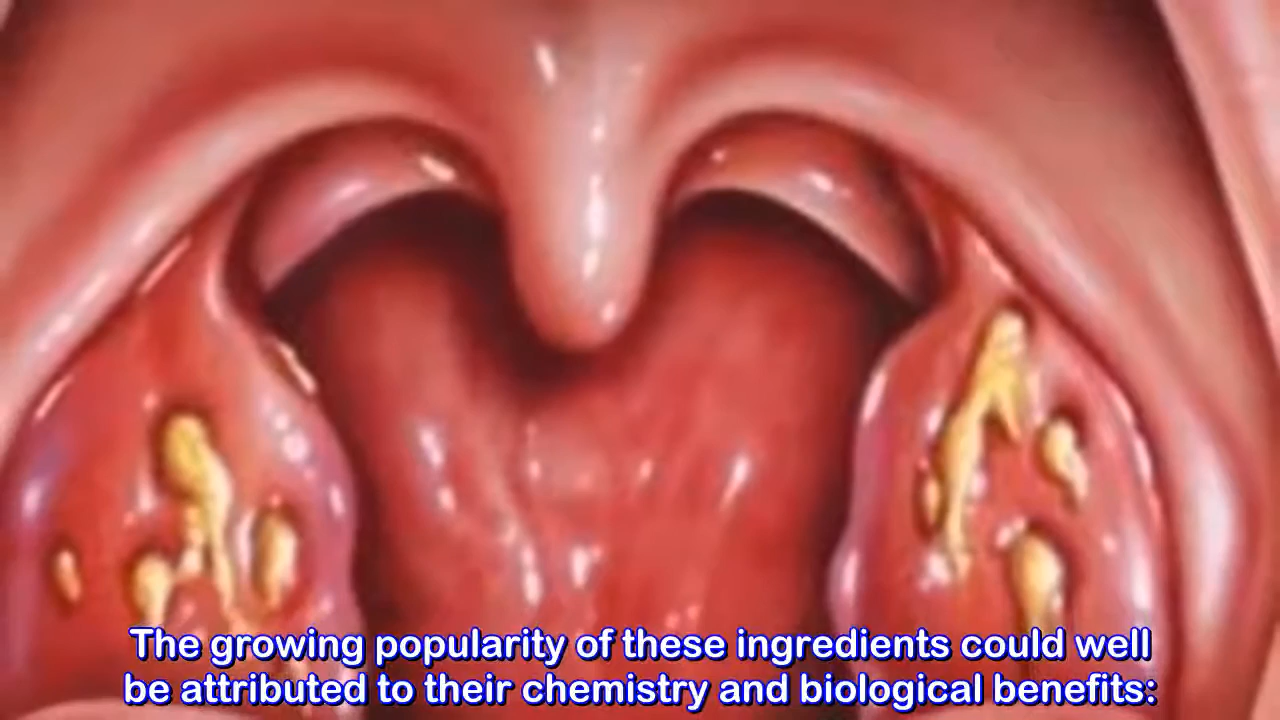 The growing popularity of these ingredients could well
be attributed to their chemistry and biological benefits: